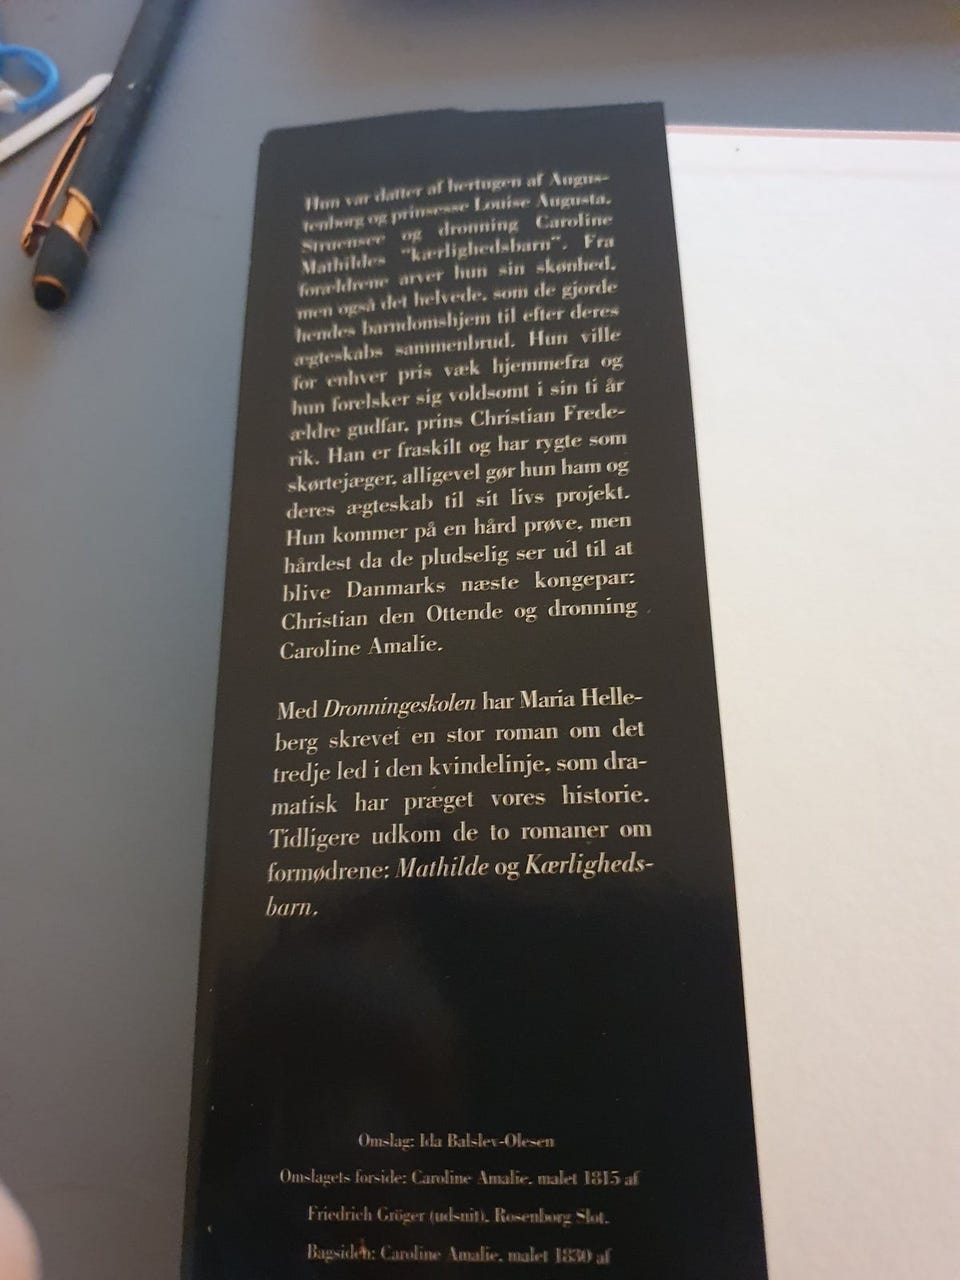 Hun var datter af hertugen af Augus-
tenborg og prinsesse Louise Augusta,
Struensee og dronning Caroline
Mathildes "kærlighedsbarn". Fra
forældrene arver hun sin skønhed,
men også det helvede, som de gjorde
hendes barndomshjem til efter deres
ægteskabs sammenbrud. Hun ville
for enhver pris væk hjemmefra og
hun forelsker sig voldsomt i sin ti år
ældre gudfar, prins Christian Frede-
rik. Han er fraskilt og har rygte som
skørtejæger, alligevel gør hun ham og
deres ægteskab til sit livs projekt.
Hun kommer på en hård prøve, men
hårdest da de pludselig ser ud til at
blive Danmarks næste kongepar:
Christian den Ottende og dronning
Caroline Amalie.
Med Dronningeskolen har Maria Helle-
berg skrevet en stor roman om det
tredje led i den kvindelinje, som dra-
matisk har præget vores historie.
Tidligere udkom de to romaner om
formødrene: Mathilde og Kærligheds-
barn.
Omslag: Ida Balslev-Olesen
Omslagets forside: Caroline Amalie, malet 1815 af
Friedrich Gröger (udsnit), Rosenborg Slot.
Bagsiden: Caroline Amalie, malet 1830 af